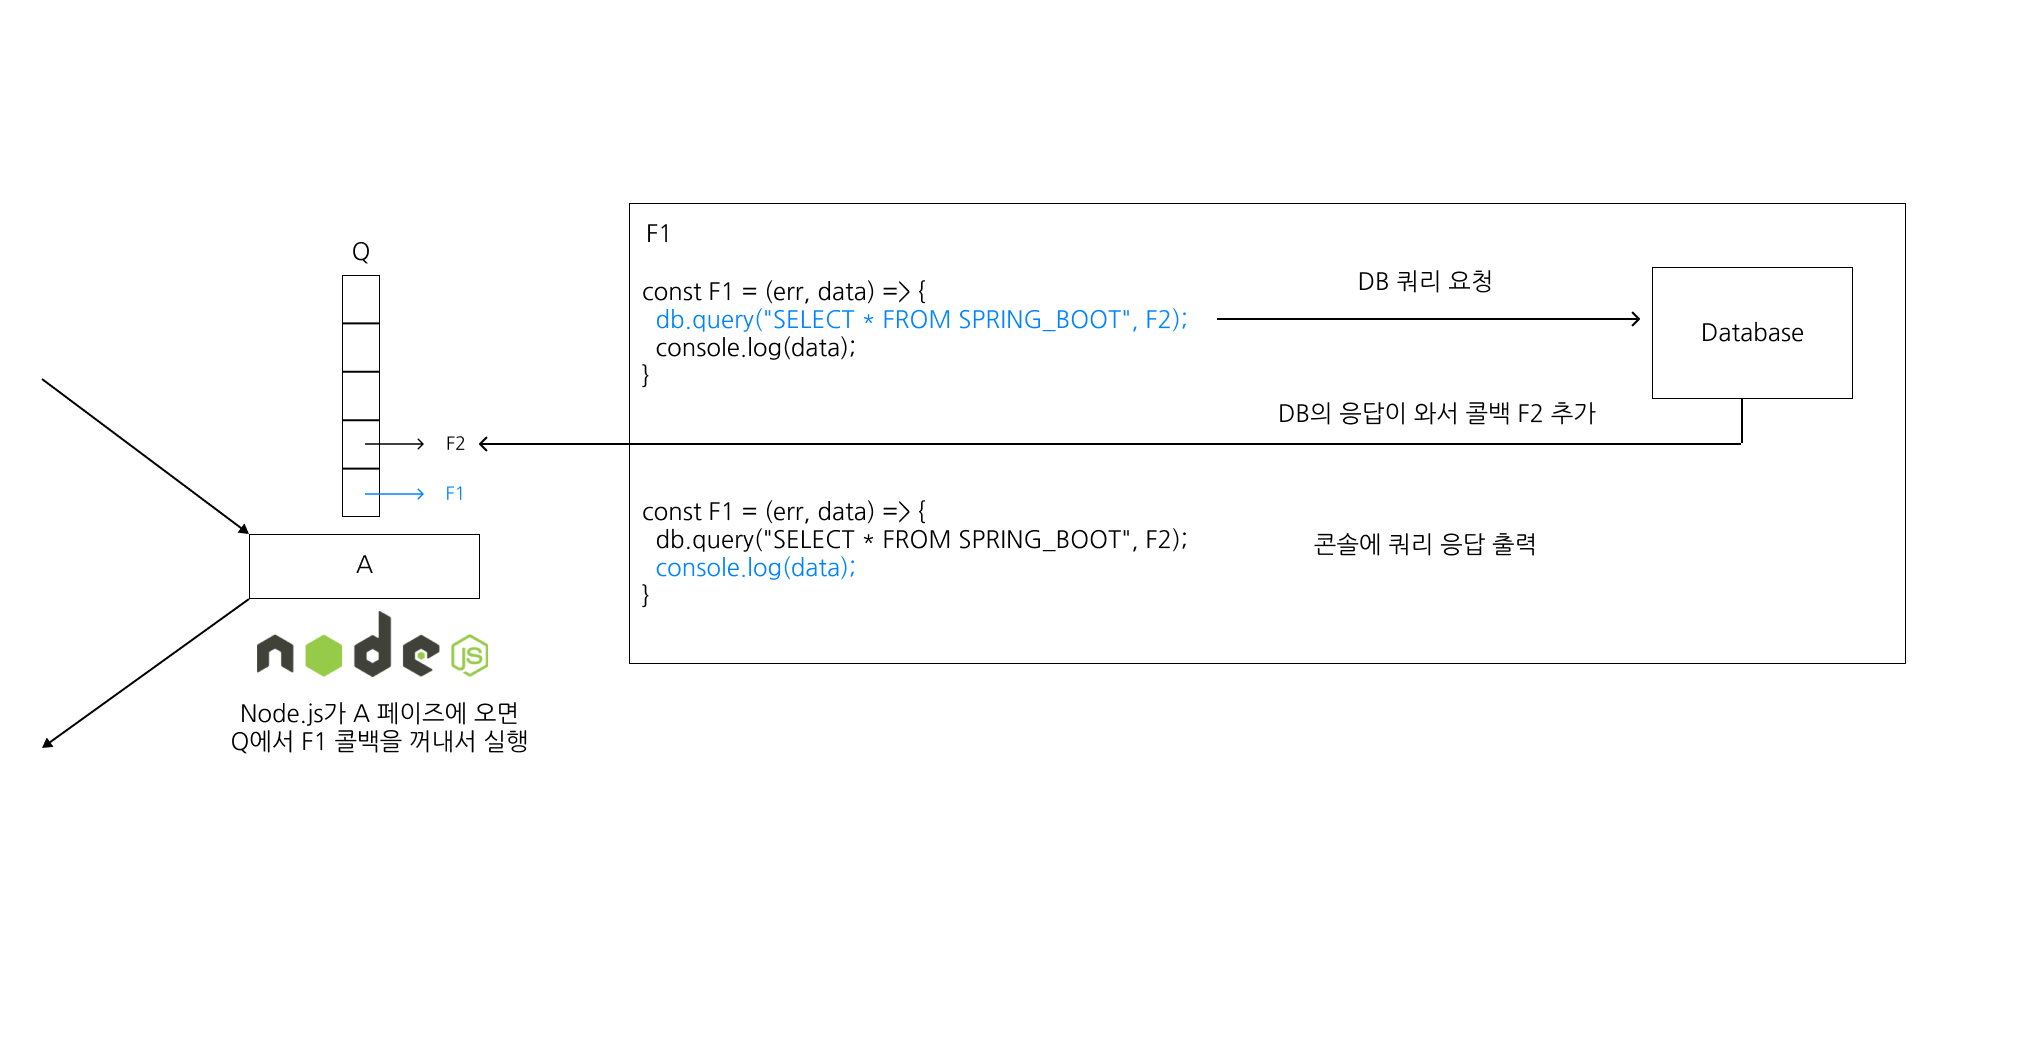 Q
F2
F1
A
node
JS
Node.js가 A 페이즈에 오면
Q에서 F1 콜백을 꺼내서 실행
F1
const F1 = (err, data) => {
  db.query("SELECT * FROM SPRING_BOOT", F2);
  console.log(data);
}
DB 쿼리 요청
Database
DB의 응답이 와서 콜백 F2 추가
const F1 = (err, data) => {
  db.query("SELECT * FROM SPRING_BOOT", F2);
  console.log(data);
}
콘솔에 쿼리 응답 출력